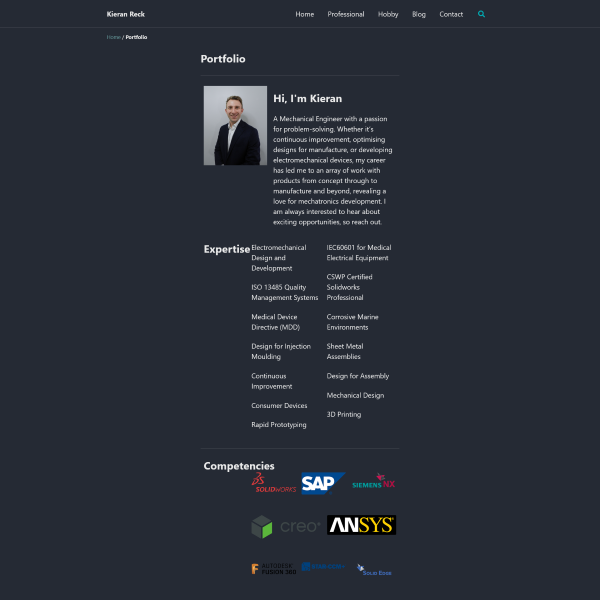 Kieran Reck
Home Professional Hobby Blog Contact
Home / Portfolio
Portfolio
Hi, I'm Kieran
A Mechanical Engineer with a passion
for problem-solving. Whether it's
continuous improvement, optimising
designs for manufacture, or developing
electromechanical devices, my career
has led me to an array of work with
products from concept through to
manufacture and beyond, revealing a
love for mechatronics development. I
am always interested to hear about
exciting opportunities, so reach out.
Expertise
Electromechanical
Design and
Development
ISO 13485 Quality
Management Systems
Medical Device
Directive (MDD)
Design for Injection
Moulding
Continuous
Improvement
Consumer Devices
Rapid Prototyping
IEC60601 for Medical
Electrical Equipment
CSWP Certified
Solidworks
Professional
Corrosive Marine
Environments
Sheet Metal
Assemblies
Design for Assembly
Mechanical Design
3D Printing
Competencies
SOLIDWORKS
SAP
SIEMENS NX
creo
ANSYS
AUTODESK
FUSION 360
SOLID EDGE